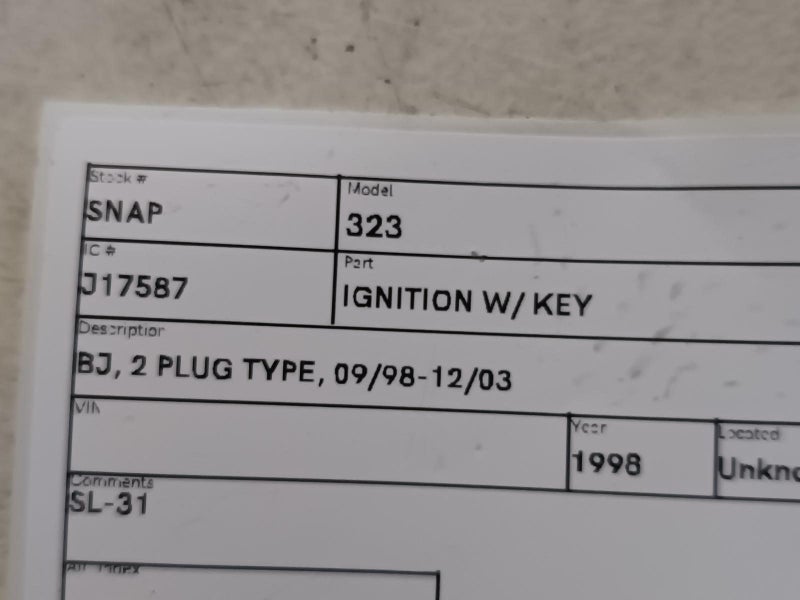 Stock # Model
SNAP 323
IC # Part
J17587 IGNITION W/ KEY
Description
BJ, 2 PLUG TYPE, 09/98-12/03
VIN Year Located
1998 Unkno
Comments
SL-31